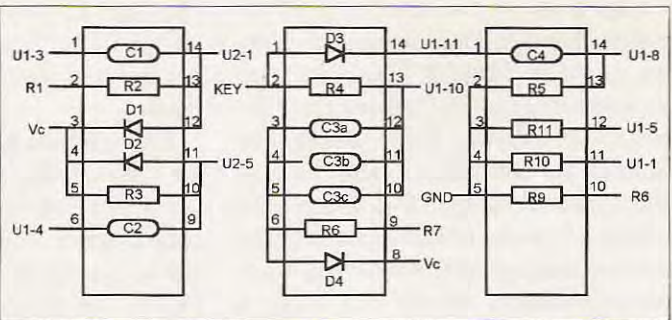 1 C1 14
U1-3 U2-1
R1 2 R2 13
D1
Vc 3 12
D2
4 11 U2-5
5 R3 10
U1-4 6 C2 9
D3
1 14 U1-11
KEY 2 R4 13 U1-10
3 C3a 12
4 C3b 11
5 C3c 10
6 R6 9 R7
8 Vc
D4
1 C4 14 U1-8
2 R5 13
3 R11 12 U1-5
4 R10 11 U1-1
GND 5 R9 10 R6